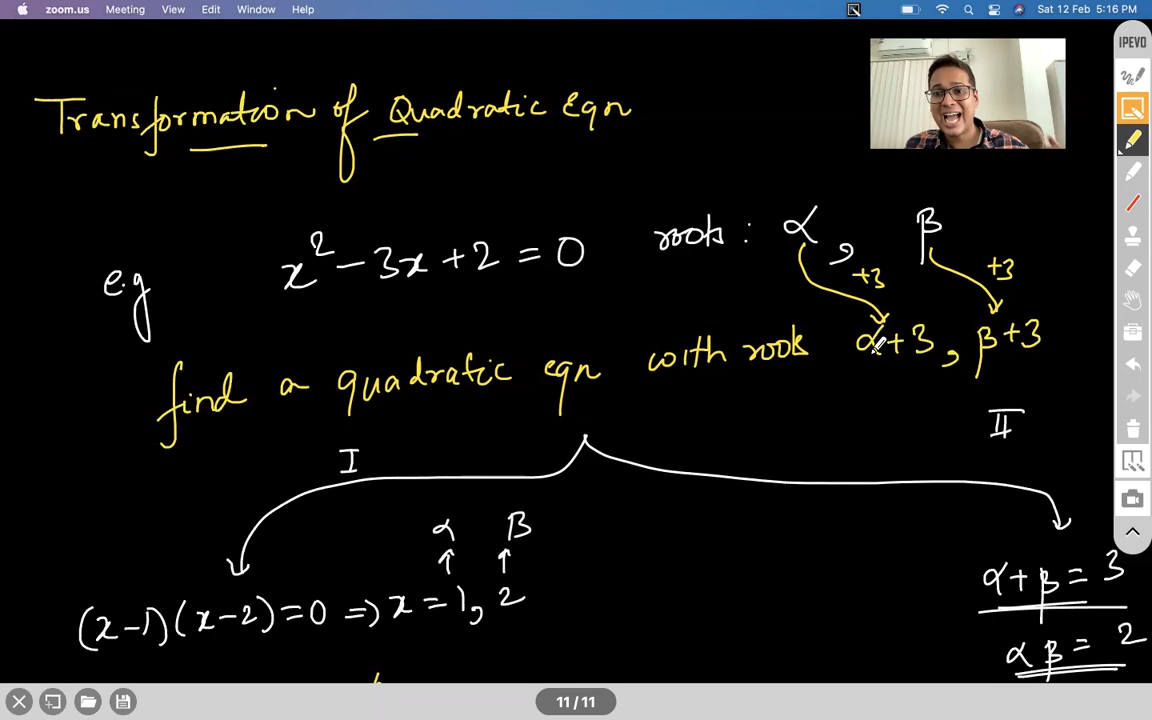 zoom.us Meeting View Edit Window Help Sat 12 Feb 5:16 PM
IPEVO
Transformation of Quadratic Eqn
e.g x² - 3x + 2 = 0 roots : α , β
+3 +3
find a quadratic eqn with roots α+3 , β+3
I II
α β
↑ ↑
(x-1)(x-2) = 0 => x = 1, 2
α+β = 3
αβ = 2
11/11